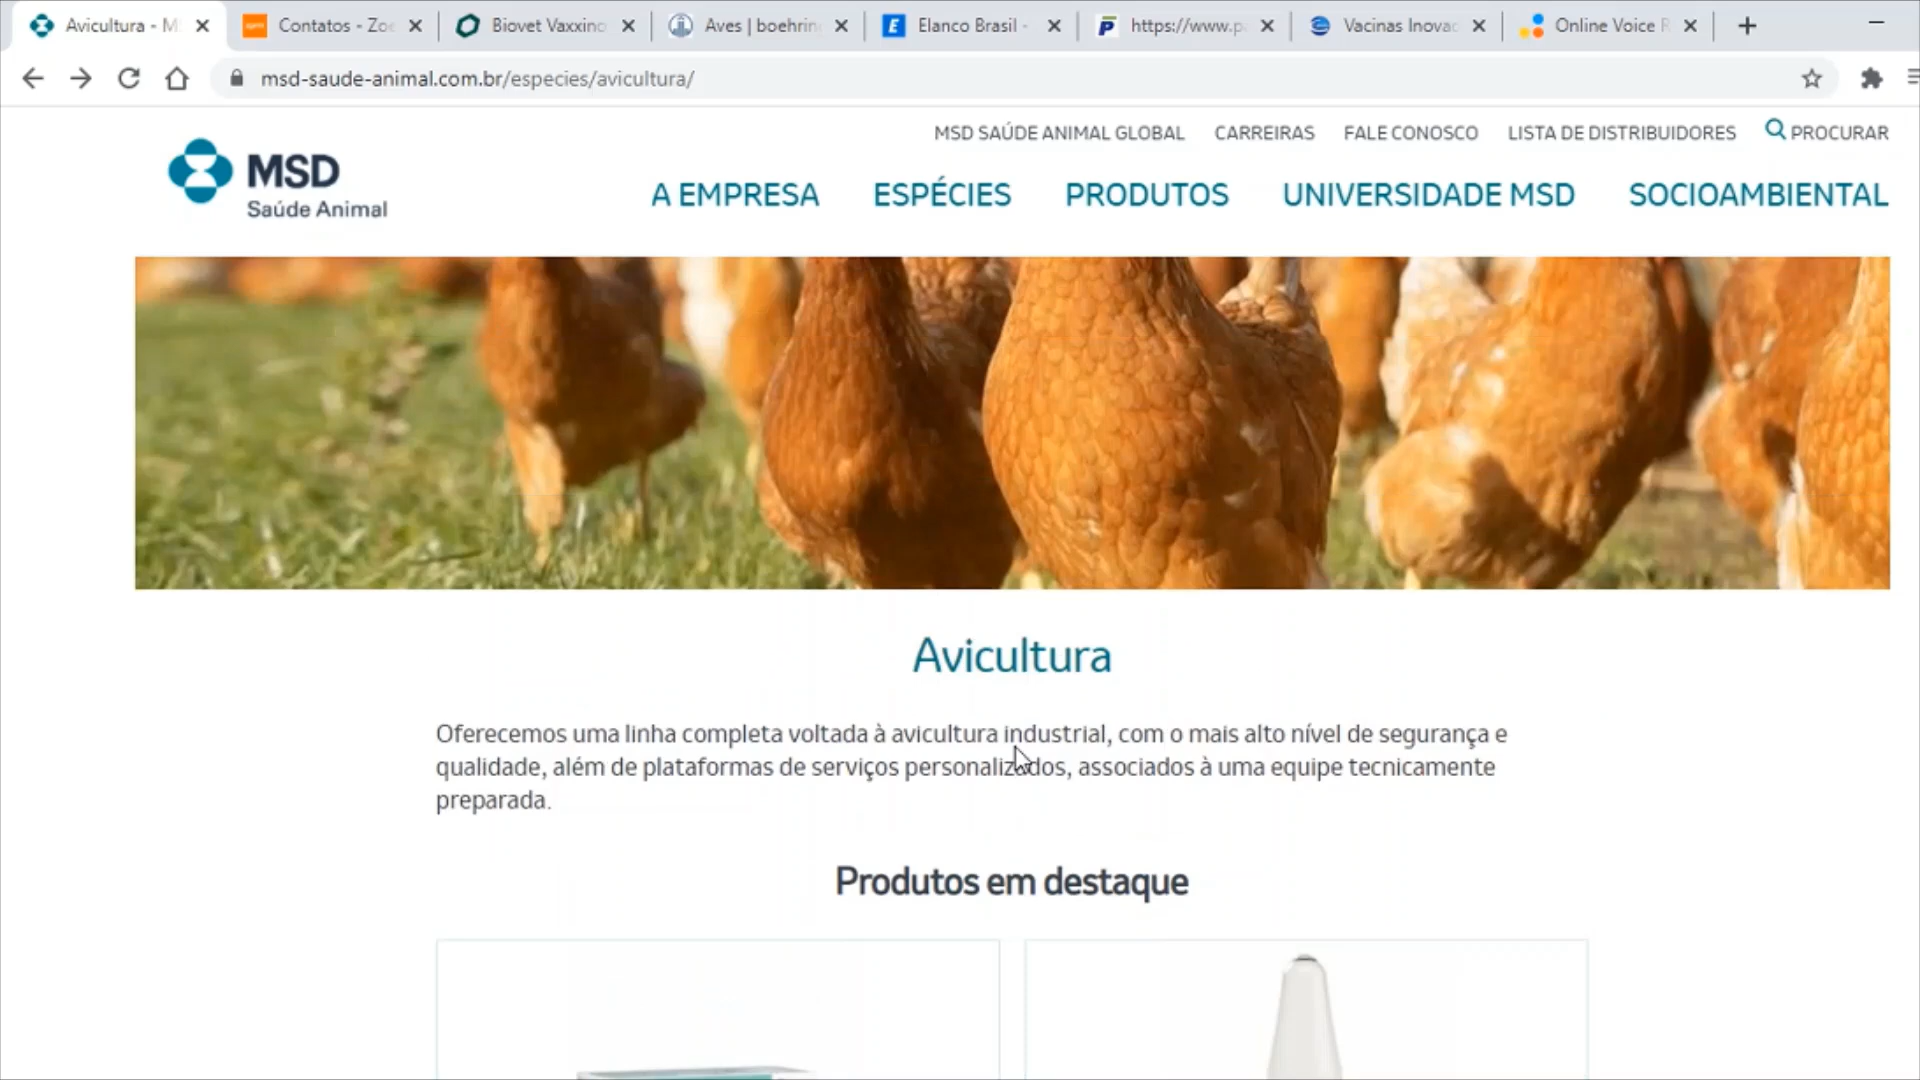 Avicultura - M
Contatos - Zoe
Biovet Vaxxino
Aves | boehrin
Elanco Brasil -
https://www.pa
Vacinas Inovac
Online Voice R
msd-saude-animal.com.br/especies/avicultura/
MSD SAÚDE ANIMAL GLOBAL CARREIRAS FALE CONOSCO LISTA DE DISTRIBUIDORES PROCURAR
MSD
Saúde Animal
A EMPRESA ESPÉCIES PRODUTOS UNIVERSIDADE MSD SOCIOAMBIENTAL
Avicultura
Oferecemos uma linha completa voltada à avicultura industrial, com o mais alto nível de segurança e
qualidade, além de plataformas de serviços personalizados, associados à uma equipe tecnicamente
preparada.
Produtos em destaque